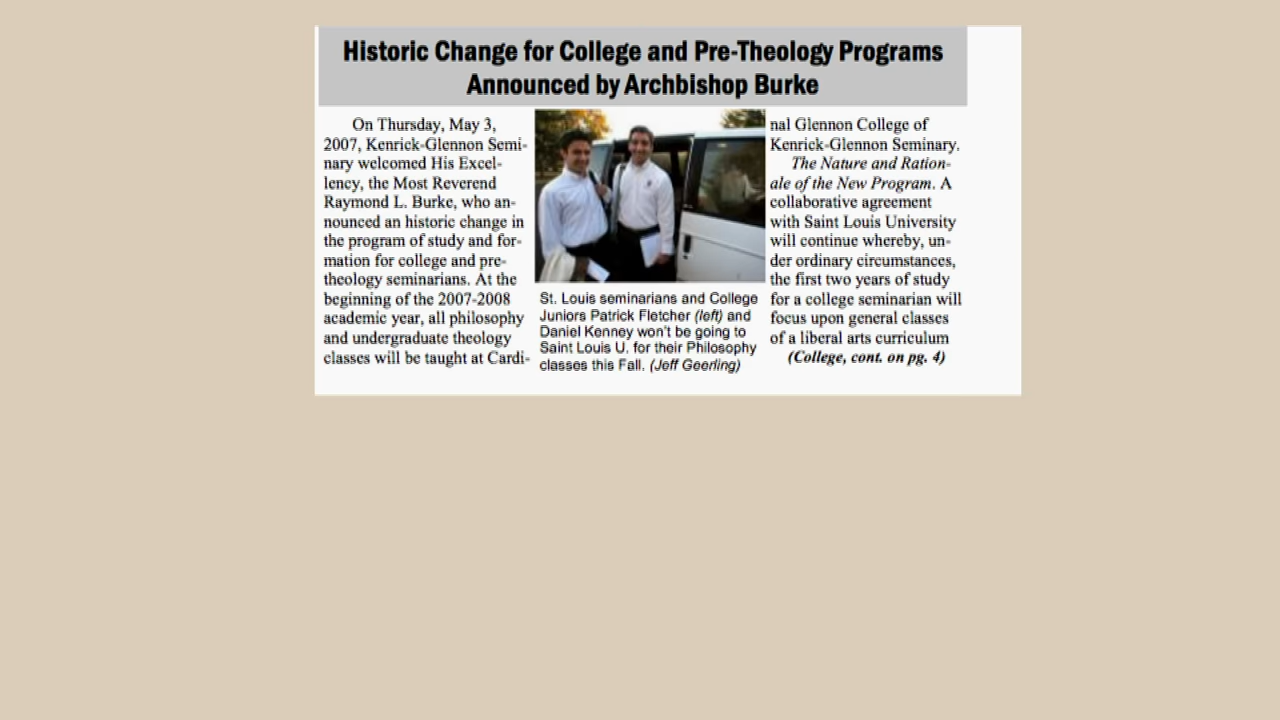 Historic Change for College and Pre-Theology Programs
Announced by Archbishop Burke
On Thursday, May 3,
2007, Kenrick-Glennon Semi-
nary welcomed His Excel-
lency, the Most Reverend
Raymond L. Burke, who an-
nounced an historic change in
the program of study and for-
mation for college and pre-
theology seminarians. At the
beginning of the 2007-2008
academic year, all philosophy
and undergraduate theology
classes will be taught at Cardi-
St. Louis seminarians and College
Juniors Patrick Fletcher (left) and
Daniel Kenney won't be going to
Saint Louis U. for their Philosophy
classes this Fall. (Jeff Geerling)
nal Glennon College of
Kenrick-Glennon Seminary.
The Nature and Ration-
ale of the New Program. A
collaborative agreement
with Saint Louis University
will continue whereby, un-
der ordinary circumstances,
the first two years of study
for a college seminarian will
focus upon general classes
of a liberal arts curriculum
(College, cont. on pg. 4)